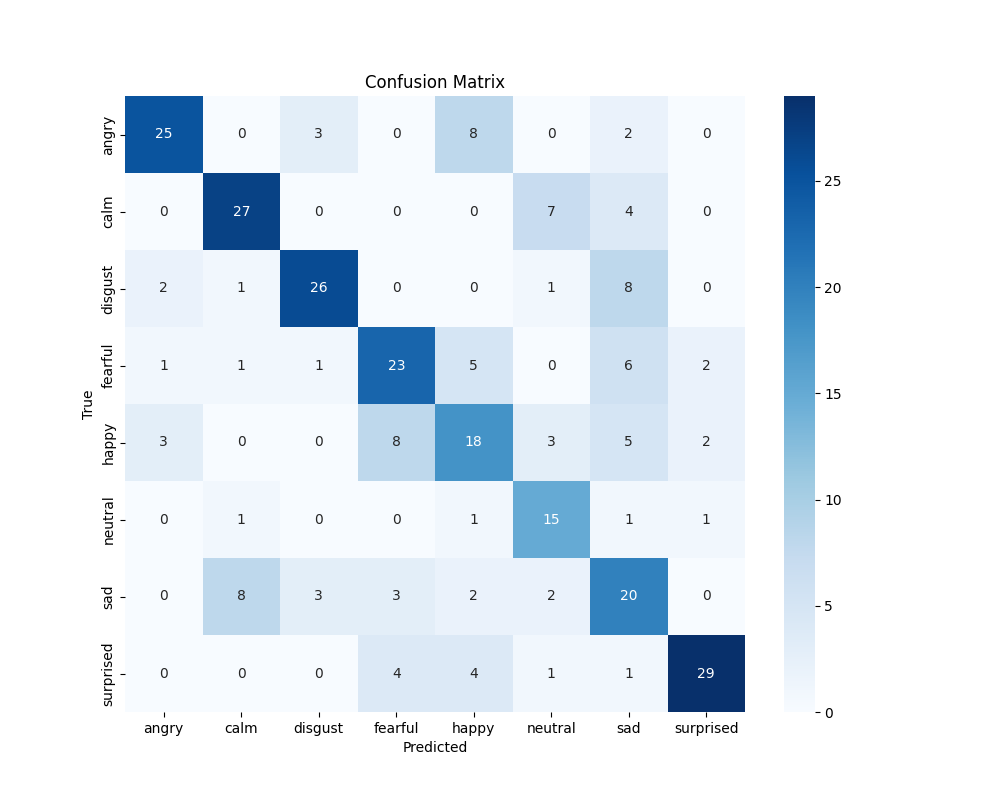 Confusion Matrix
angry 25 0 3 0 8 0 2 0
calm 0 27 0 0 0 7 4 0
disgust 2 1 26 0 0 1 8 0
fearful 1 1 1 23 5 0 6 2
happy 3 0 0 8 18 3 5 2
neutral 0 1 0 0 1 15 1 1
sad 0 8 3 3 2 2 20 0
surprised 0 0 0 4 4 1 1 29
angry calm disgust fearful happy neutral sad surprised
Predicted
True
25
20
15
10
5
0